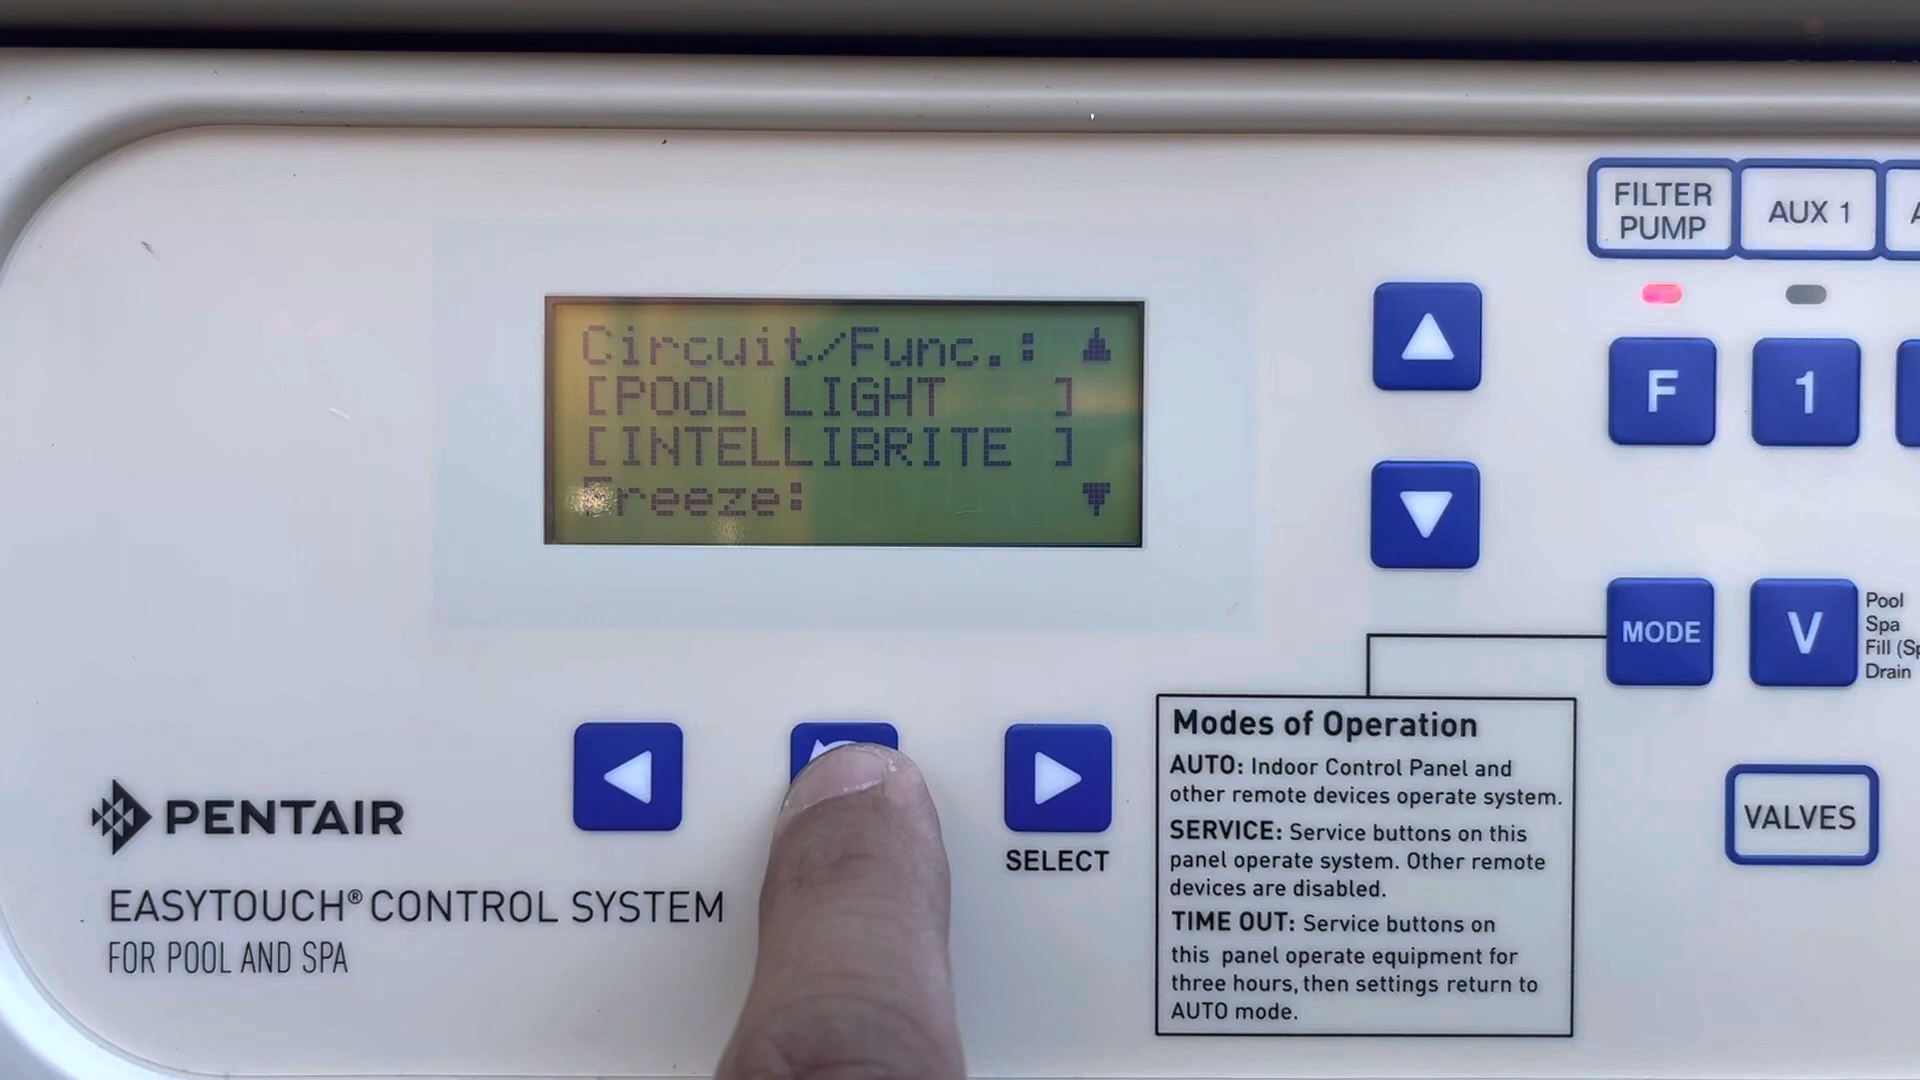 Circuit/Func.:
[POOL LIGHT ]
[INTELLIBRITE ]
Freeze:
FILTER
PUMP
AUX 1
F
1
MODE
V
Pool
Spa
Drain
SELECT
VALVES
Modes of Operation
AUTO: Indoor Control Panel and
other remote devices operate system.
SERVICE: Service buttons on this
panel operate system. Other remote
devices are disabled.
TIME OUT: Service buttons on
this panel operate equipment for
three hours, then settings return to
AUTO mode.
PENTAIR
EASYTOUCH® CONTROL SYSTEM
FOR POOL AND SPA